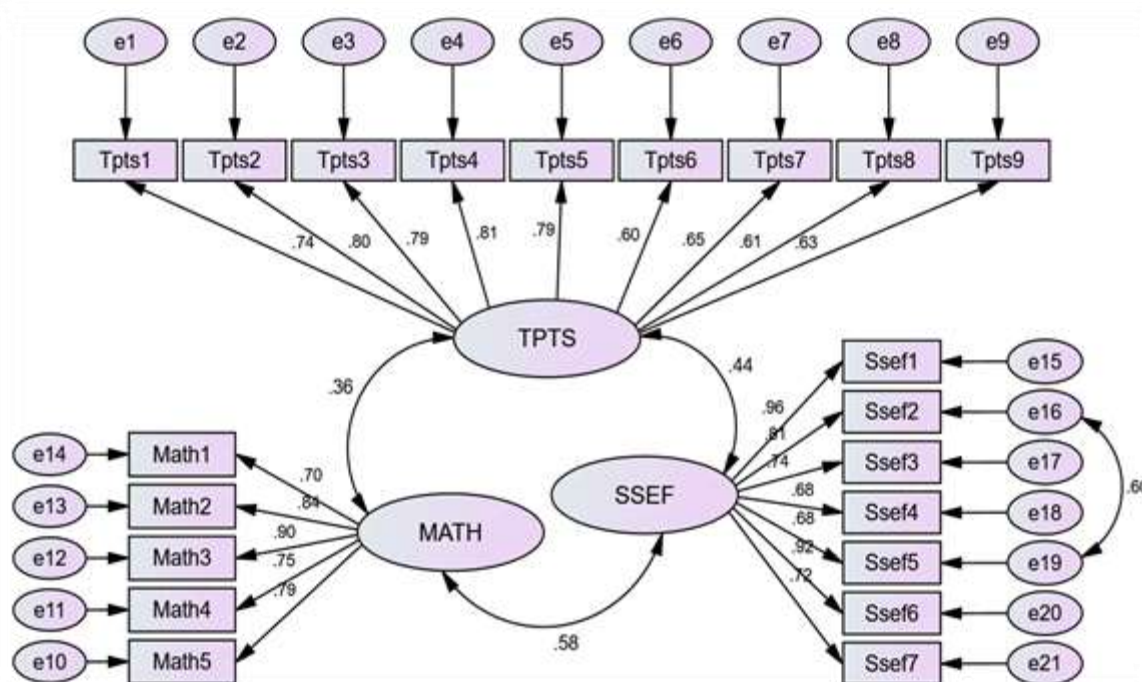 e1 e2 e3 e4 e5 e6 e7 e8 e9
Tpts1 Tpts2 Tpts3 Tpts4 Tpts5 Tpts6 Tpts7 Tpts8 Tpts9
.74 .80 .79 .81 .79 .60 .65 .61 .63
TPTS
.36
.44
Ssef1 e15
Ssef2 e16
Ssef3 e17
Ssef4 e18
Ssef5 e19
Ssef6 e20
Ssef7 e21
.96
.81
.74
.68
.68
.92
.72
SSEF
e14 Math1
e13 Math2
e12 Math3
e11 Math4
e10 Math5
.70
.84
.90
.75
.79
MATH
.58